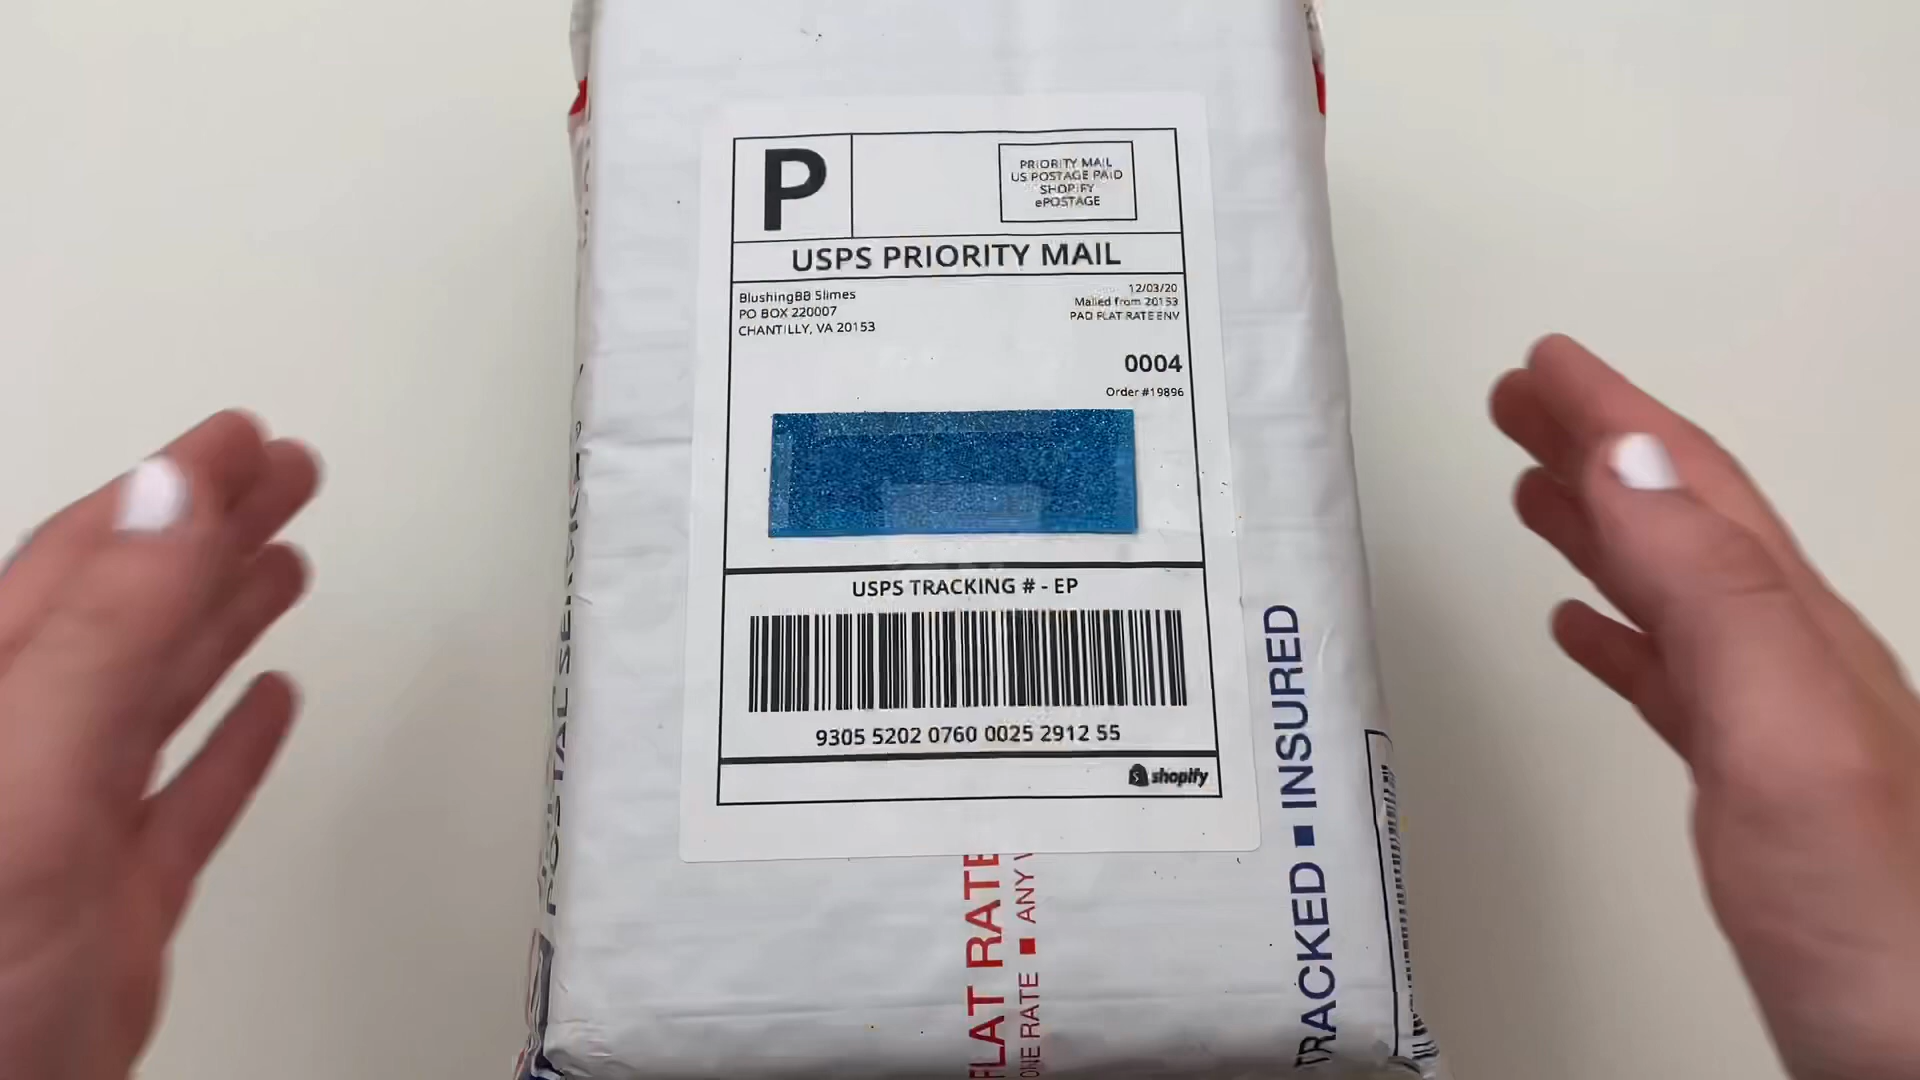 P
PRIORITY MAIL
US POSTAGE PAID
SHOPIFY
ePOSTAGE
USPS PRIORITY MAIL
BlushingBB Slimes
PO BOX 220007
CHANTILLY, VA 20153
12/03/20
Mailed from 20153
PAD FLAT RATE ENV
0004
Order #19896
USPS TRACKING # - EP
9305 5202 0760 0025 2912 55
shopify
FLAT RATE
ONE RATE ■ ANY
TRACKED ■ INSURED
POSTAL SERVICE